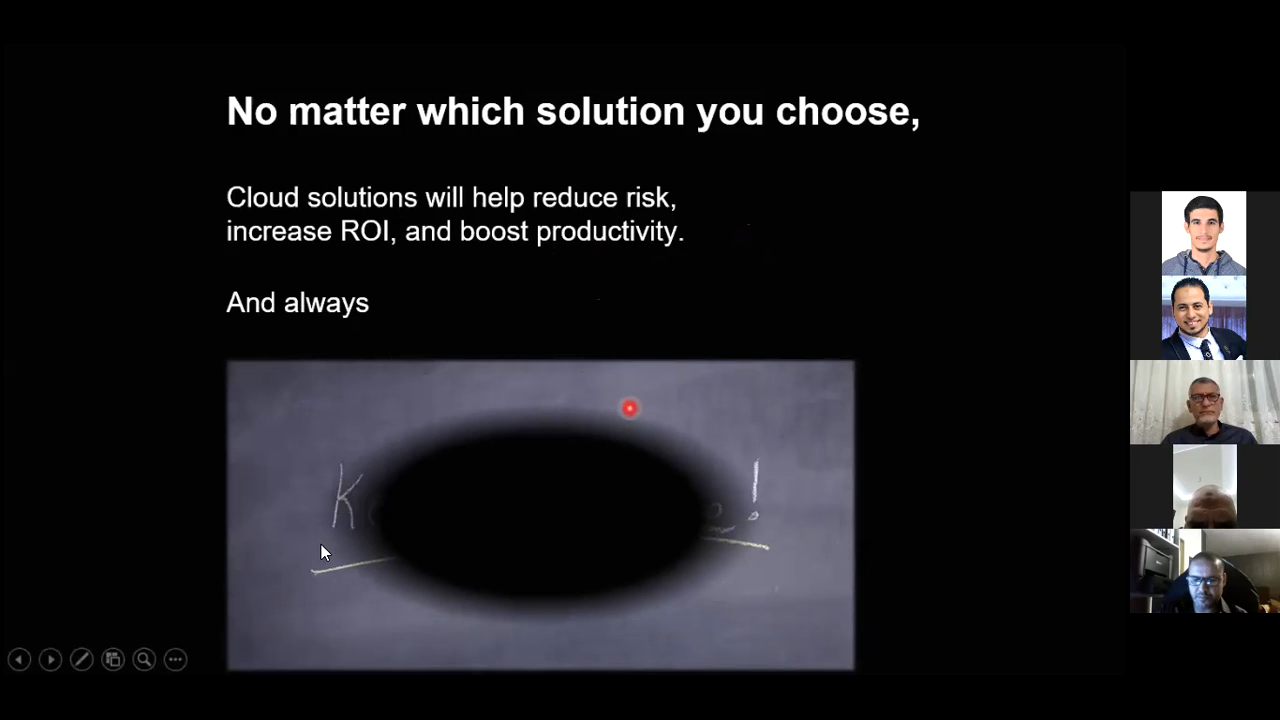 No matter which solution you choose,
Cloud solutions will help reduce risk,
increase ROI, and boost productivity.
And always